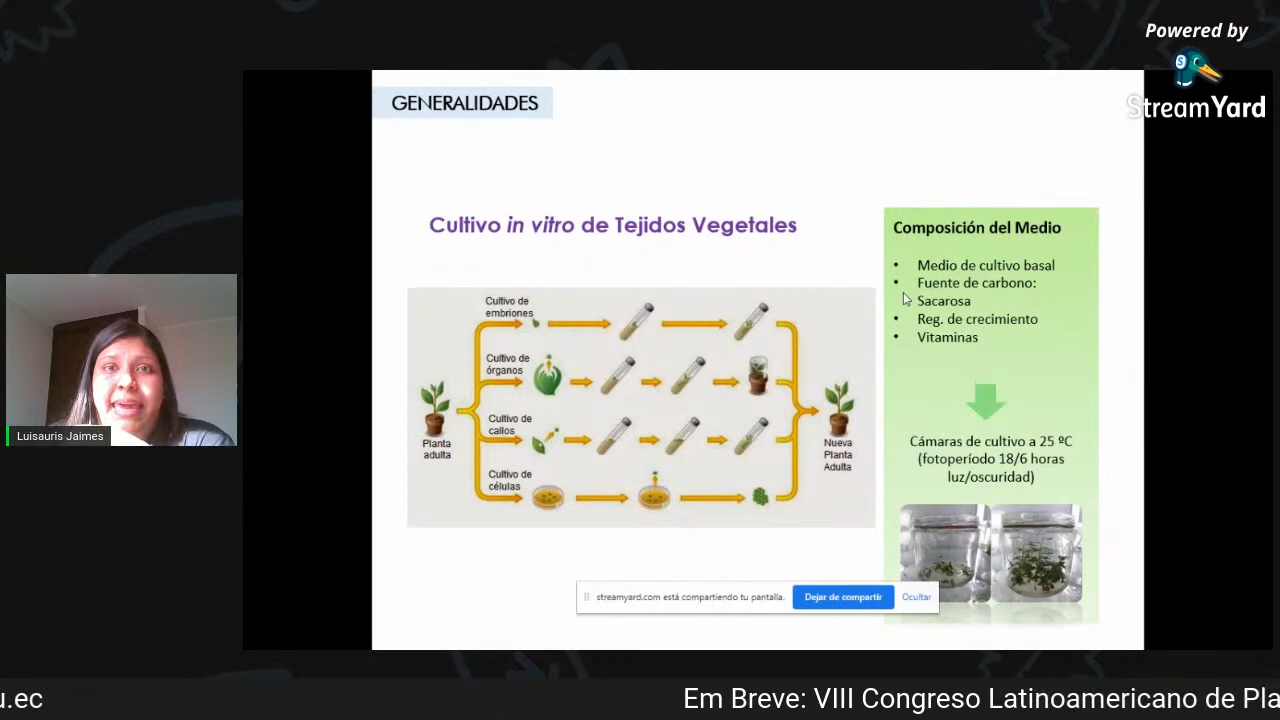 Powered by
StreamYard
GENERALIDADES
Cultivo in vitro de Tejidos Vegetales
Cultivo de
embriones
Cultivo de
órganos
Cultivo de
callos
Cultivo de
células
Planta
adulta
Nueva
Planta
Adulta
Composición del Medio
• Medio de cultivo basal
• Fuente de carbono:
• Sacarosa
• Reg. de crecimiento
• Vitaminas
Cámaras de cultivo a 25 ºC
(fotoperíodo 18/6 horas
luz/oscuridad)
Luisauris Jaimes
streamyard.com está compartiendo tu pantalla.
Dejar de compartir
Ocultar
u.ec
Em Breve: VIII Congreso Latinoamericano de Pla